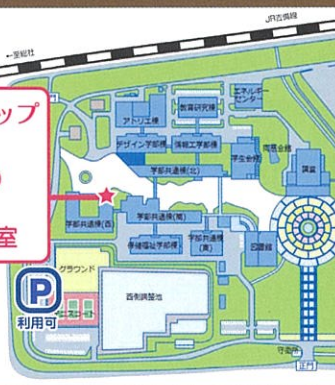 JR吉備線
←至総社
ップ
室
エネルギー
センター
教育研究棟
アトリエ棟
デザイン学部棟
情報工学部棟
学生会館
講堂
学部共通棟(北)
学部共通棟(西)
学部共通棟(南)
保健福祉学部棟
学部共通棟
(東)
図書館
グラウンド
西側調整池
P
利用可
守衛所
正門